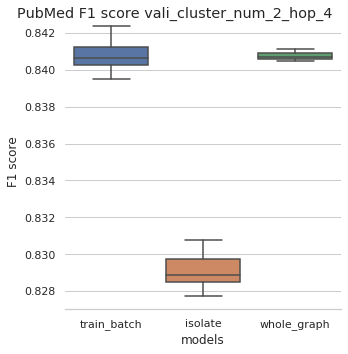 PubMed F1 score vali_cluster_num_2_hop_4
0.842
0.840
0.838
0.836
0.834
0.832
0.830
0.828
F1 score
train_batch
isolate
whole_graph
models